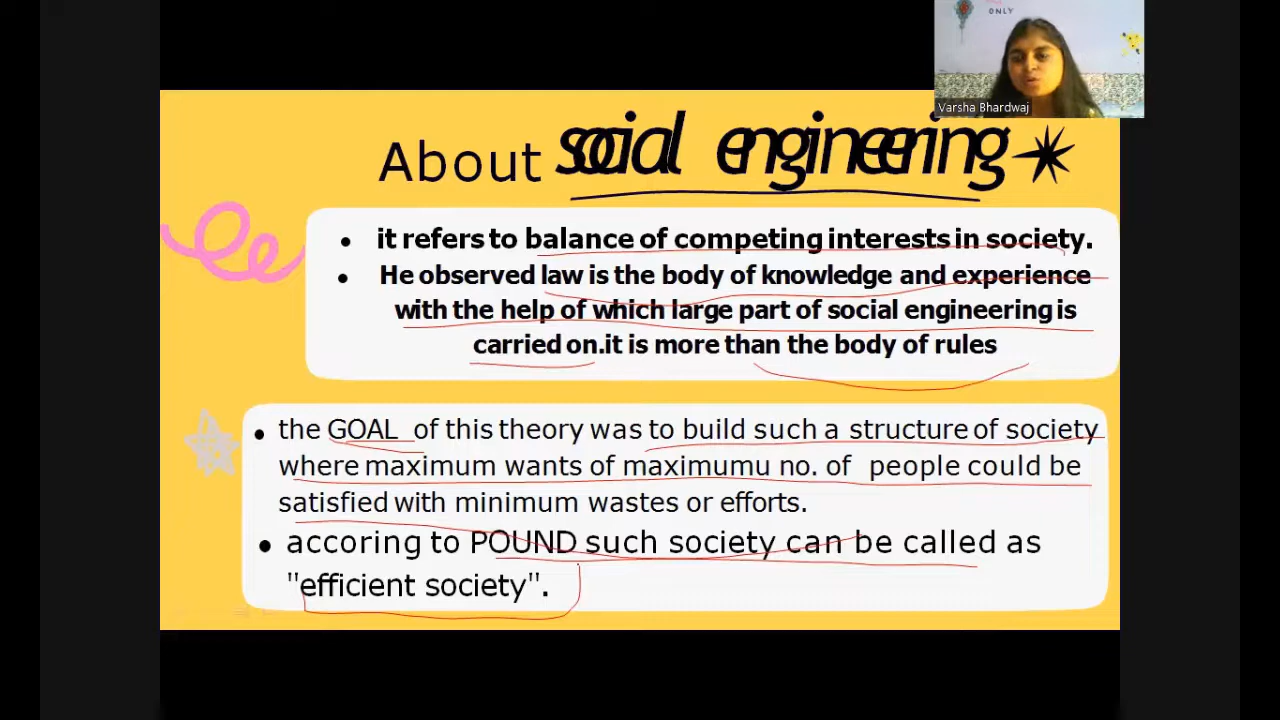 ONLY
Varsha Bhardwaj
About social engineering
• it refers to balance of competing interests in society.
• He observed law is the body of knowledge and experience
with the help of which large part of social engineering is
carried on.it is more than the body of rules
• the GOAL of this theory was to build such a structure of society
where maximum wants of maximumu no. of people could be
satisfied with minimum wastes or efforts.
• accoring to POUND such society can be called as
"efficient society".